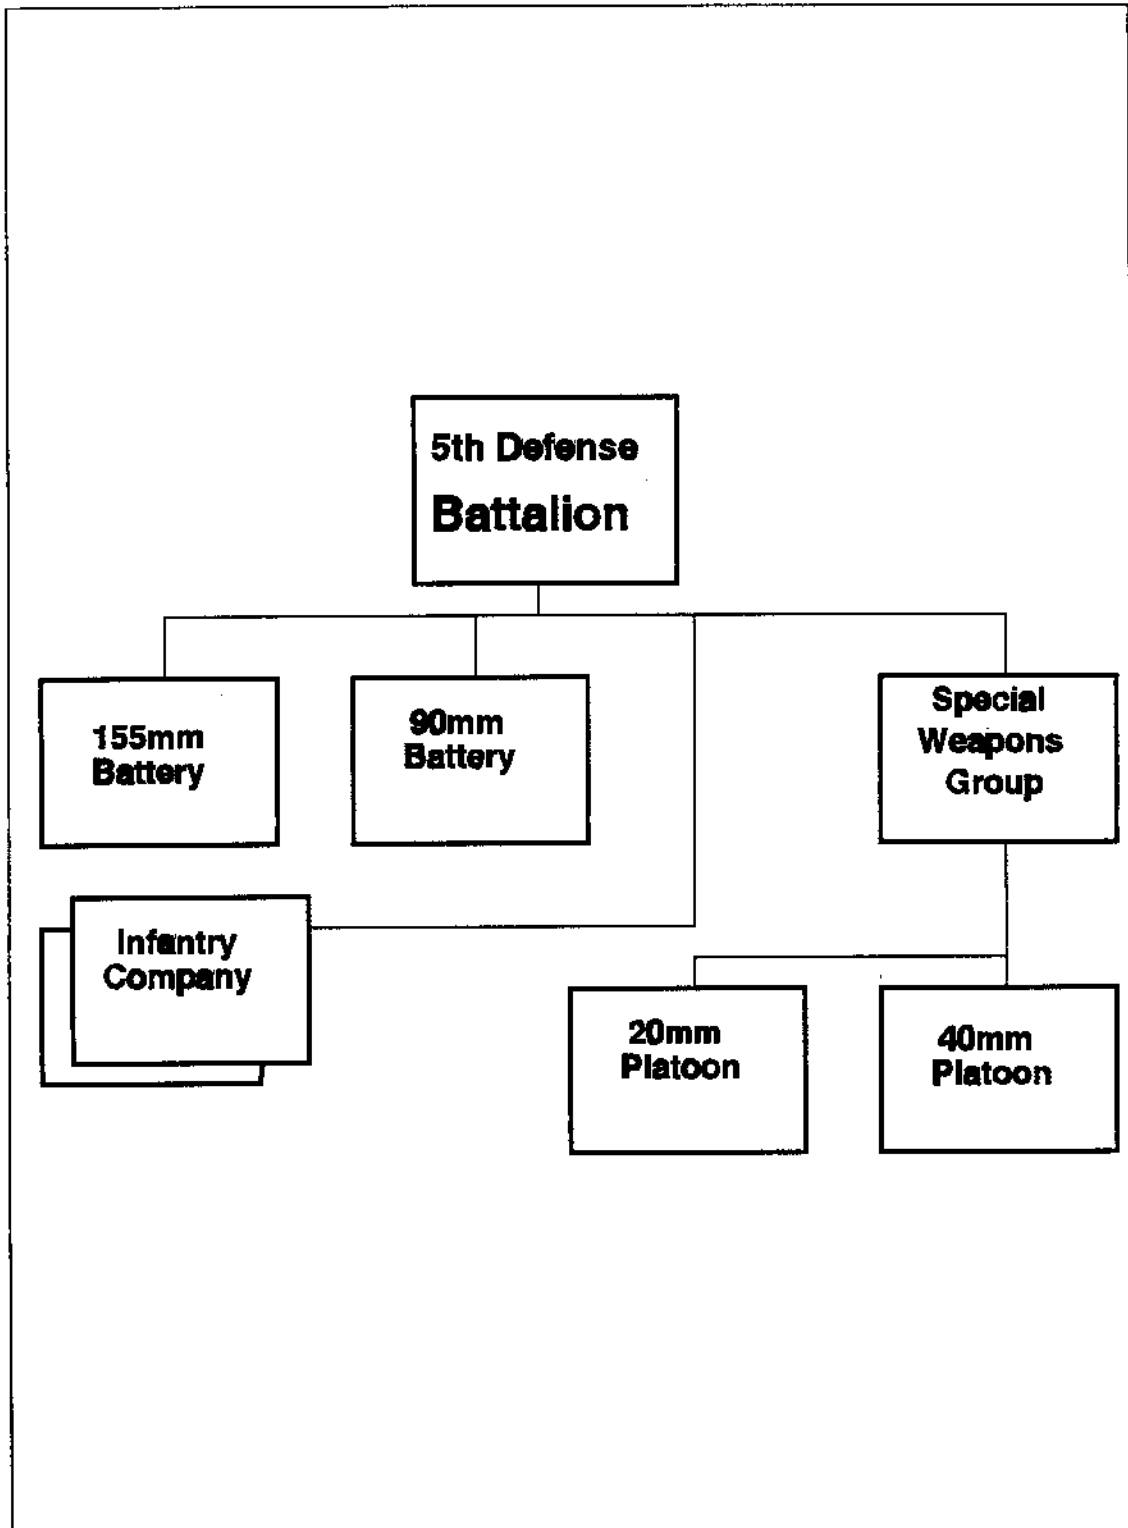 5th Defense
Battalion
155mm
Battery
90mm
Battery
Special
Weapons
Group
Infantry
Company
20mm
Platoon
40mm
Platoon